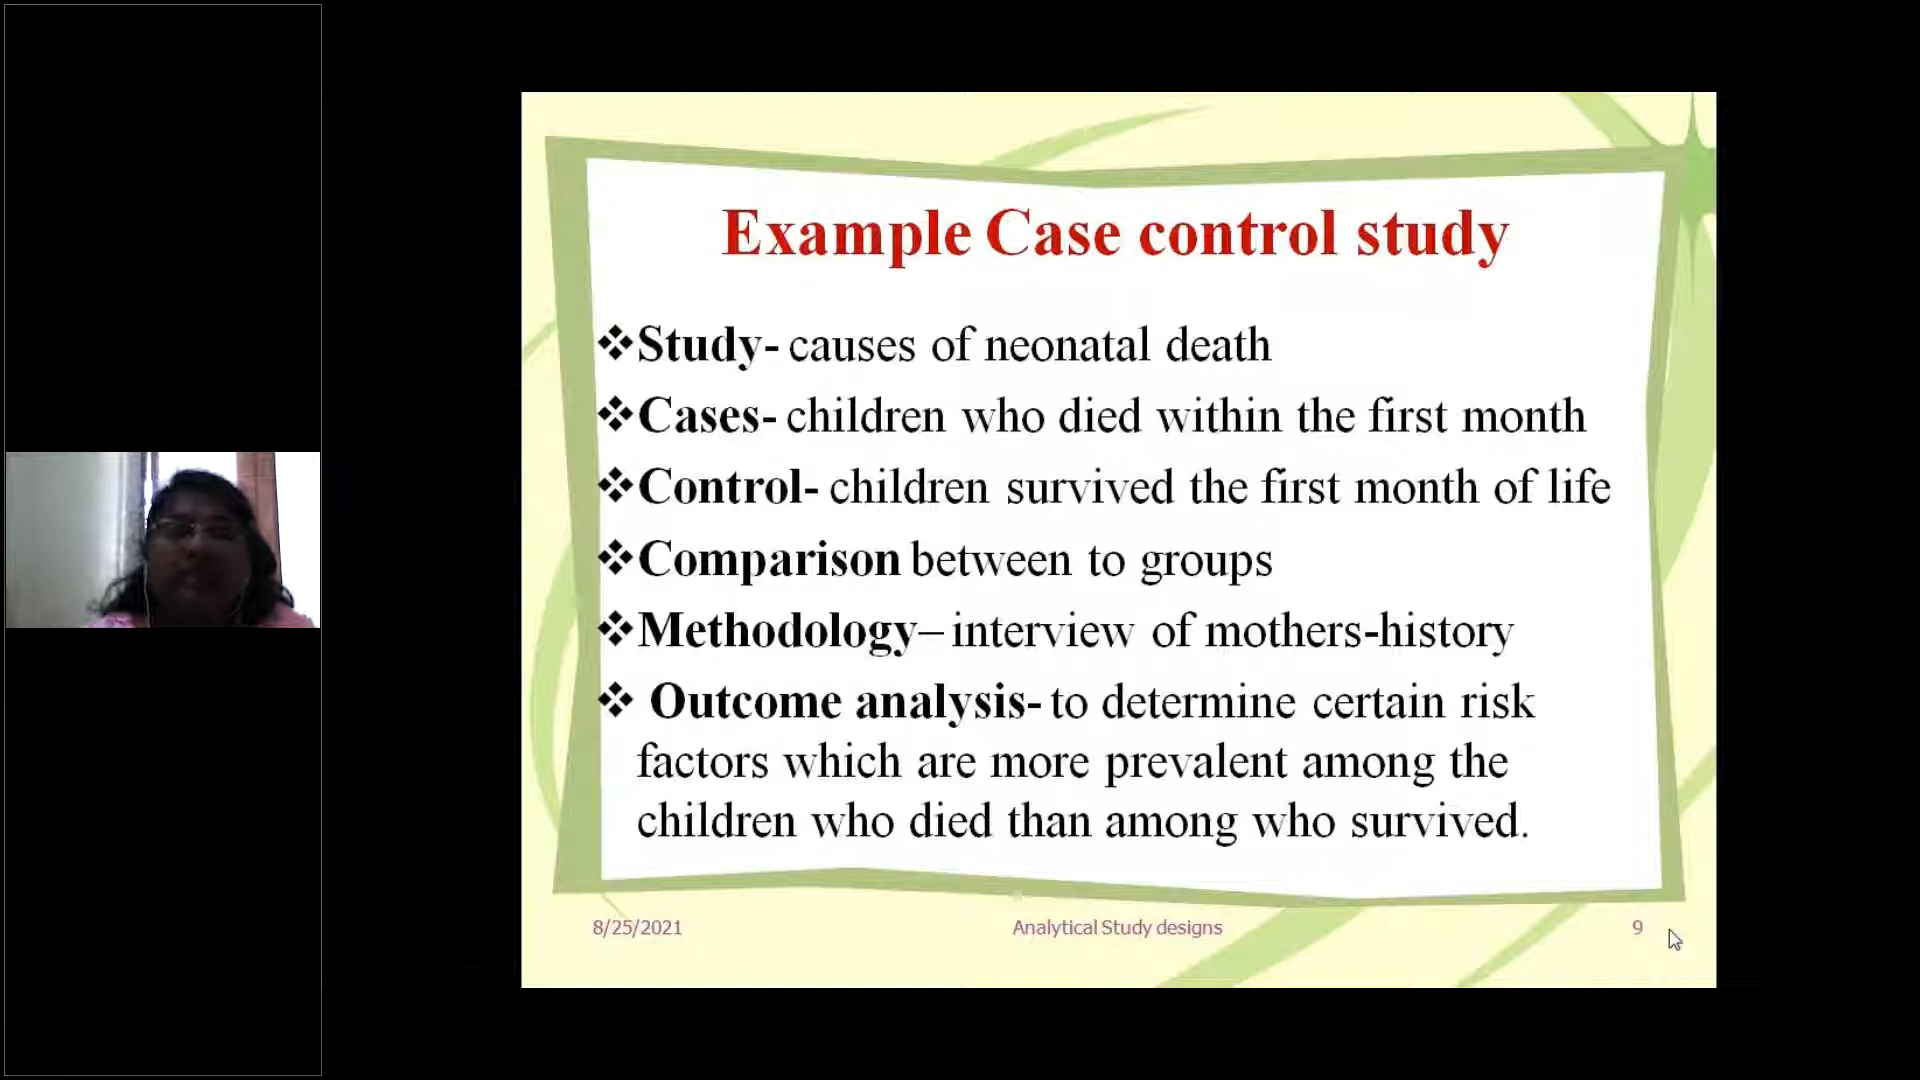 Example Case control study
❖Study- causes of neonatal death
❖Cases- children who died within the first month
❖Control- children survived the first month of life
❖Comparison between to groups
❖Methodology– interview of mothers-history
❖ Outcome analysis- to determine certain risk
factors which are more prevalent among the
children who died than among who survived.
8/25/2021 Analytical Study designs 9